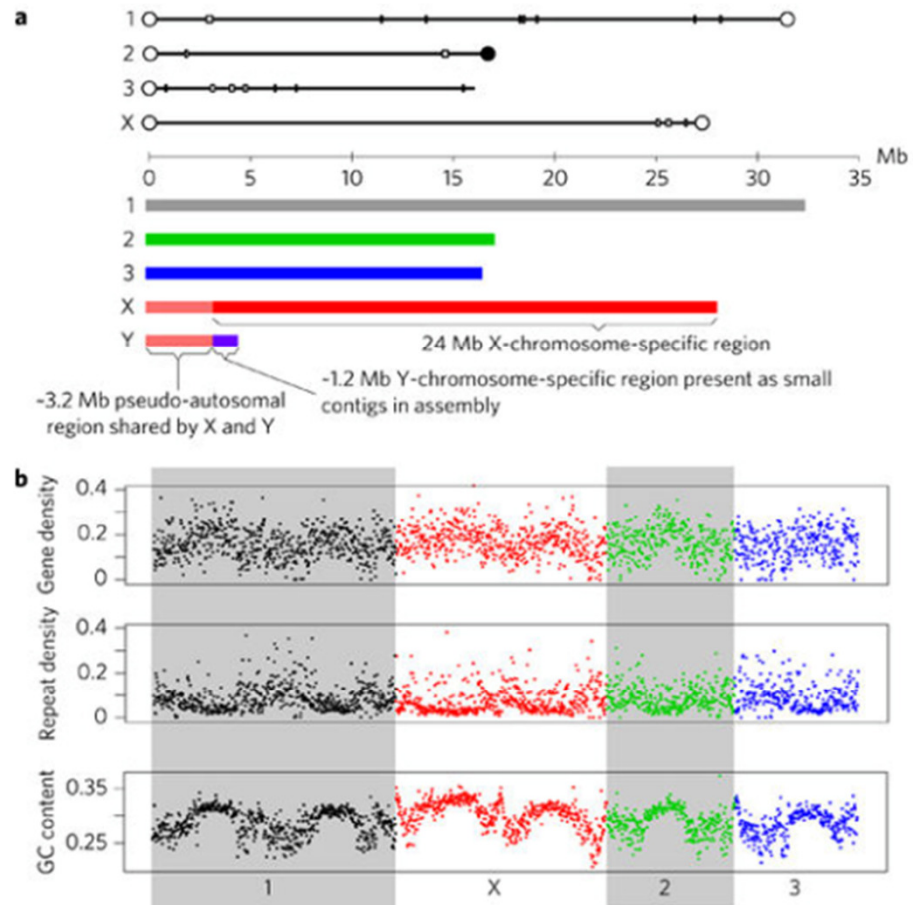 a
1
2
3
X
Mb
0 5 10 15 20 25 30 35
1
2
3
X
24 Mb X-chromosome-specific region
Y
~1.2 Mb Y-chromosome-specific region present as small
contigs in assembly
~3.2 Mb pseudo-autosomal
region shared by X and Y
b
Gene density
0.4
0.2
0
Repeat density
0.4
0.2
0
GC content
0.35
0.25
1 X 2 3